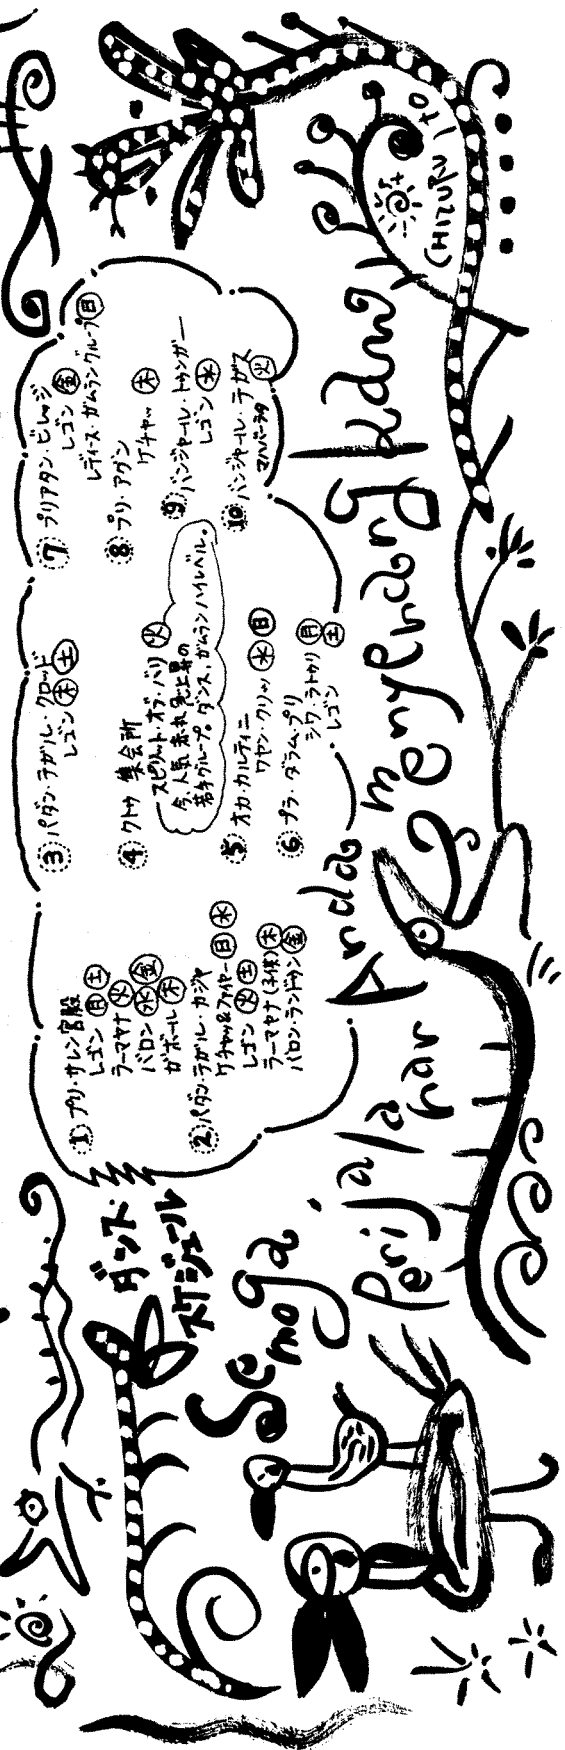 ダンス・
スケジュール
① プリ・サレン宮殿
レゴン 月 土
ラーマヤナ 火
バロン 水 金
ガボール 木
② パダン・テガル・カジャ
ケチャッ&ファイヤー 日 水
レゴン 火 土
ラーマヤナ(子供) 木
バロン・ランドゥン 金
③ パダン・テガル・クロッド
レゴン 木 土
④ クトゥ 集会所
スピリット オブ・バリ 火
今、人気 赤丸 急上昇の
若手グループ。ダンス、ガムランハイレベル。
⑤ オカ・カルティニ
ワヤン・クリッ 水 日
⑥ プラ・ダラム・プリ
シワ・ラトゥリ 月
レゴン 土
⑦ プリアタン・ビレッジ
レゴン 金
レディース・ガムラングループ 日
⑧ プリ・アグン
ケチャッ 木
⑨ バンジャール・トゥンガー
レゴン 水
⑩ バンジャール・テガス
マハバーラタ 火
Semoga
Perjalanan Anda menyenangkan
CHIZURU ITO